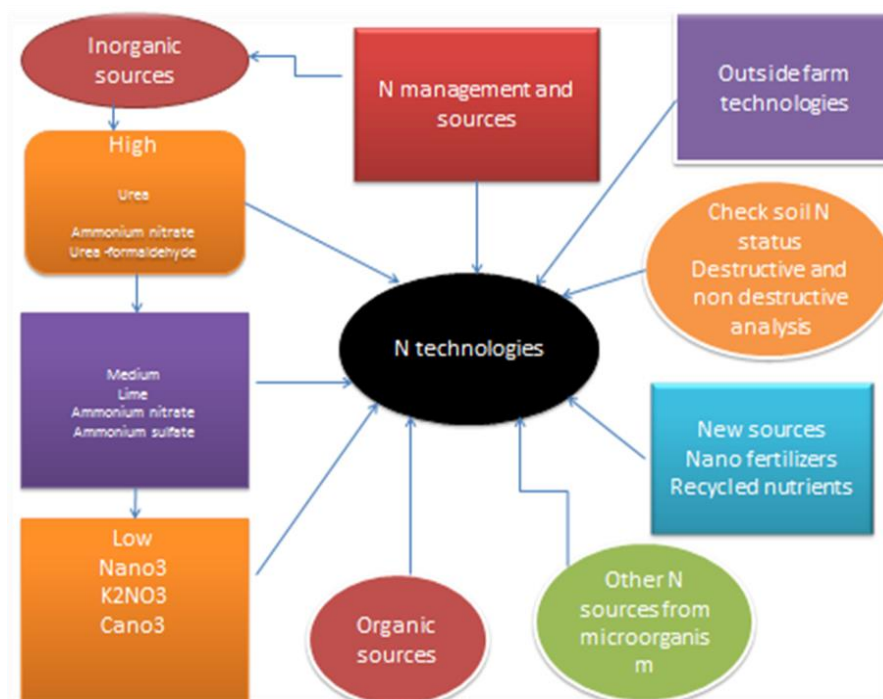 Inorganic
sources
N management and
sources
Outside farm
technologies
High
Urea
Ammonium nitrate
Urea -formaldehyde
Check soil N
status
Destructive and
non destructive
analysis
N technologies
Medium
Lime
Ammonium nitrate
Ammonium sulfate
New sources
Nano fertilizers
Recycled nutrients
Low
Nano3
K2NO3
Cano3
Organic
sources
Other N
sources from
microorganis
m